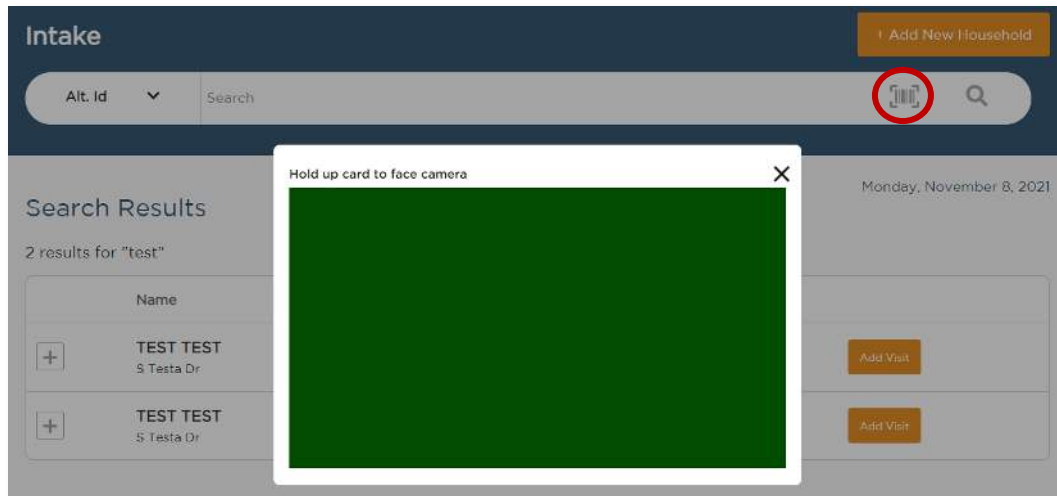 Intake
+ Add New Household
Alt. Id
Search
Hold up card to face camera
Monday, November 8, 2021
Search Results
2 results for "test"
Name
TEST TEST
S Testa Dr
Add Visit
TEST TEST
S Testa Dr
Add Visit